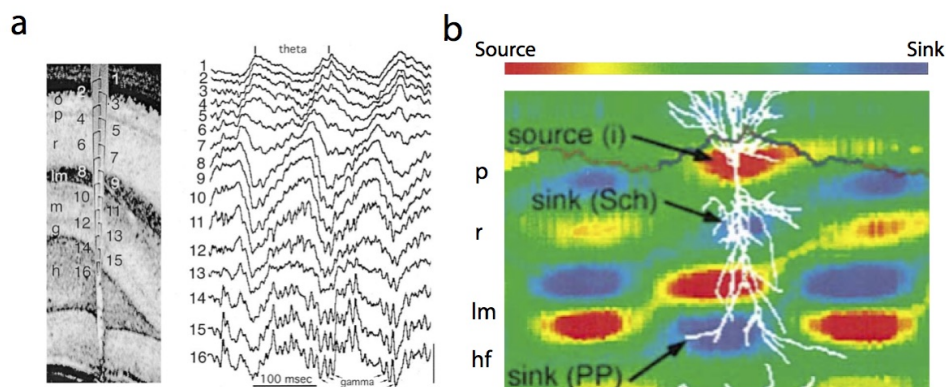 a
1
2
3
o
p
4
5
r
6
7
lm
8
9
m
10
11
12
g
13
14
15
h
16
theta
1
2
3
4
5
6
7
8
9
10
11
12
13
14
15
16
100 msec
gamma
b
Source Sink
source (i)
p
sink (Sch)
r
lm
hf
sink (PP)